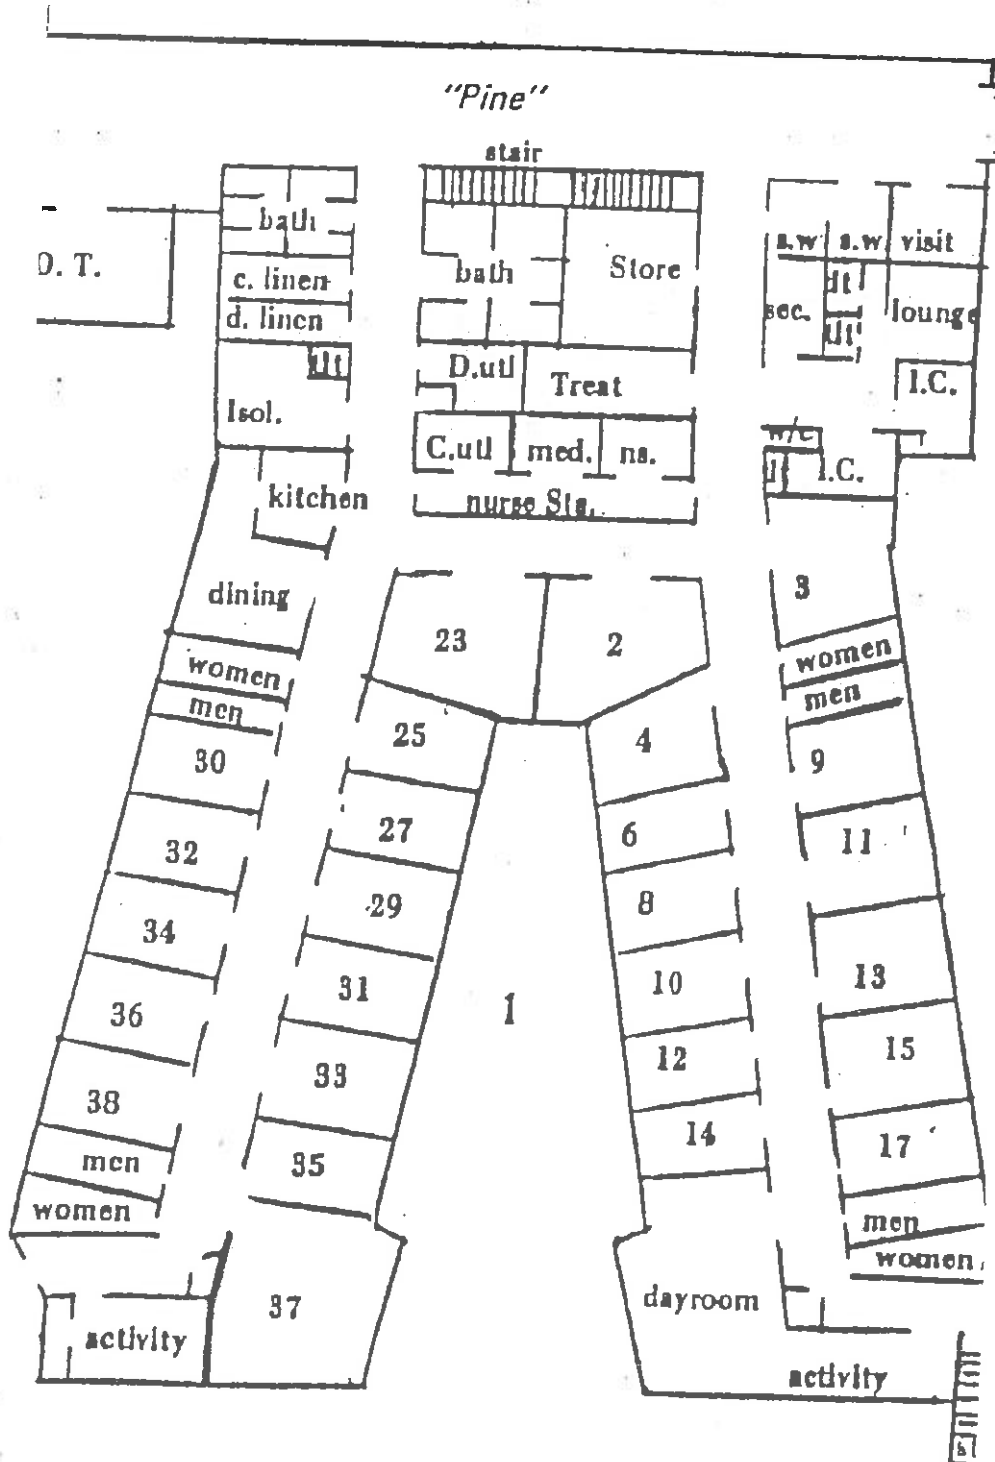 "Pine"
stair
bath
s.w
s.w.
visit
O. T.
c. linen
bath
Store
d. linen
sec.
lounge
D.utl
Treat
I.C.
Isol.
w/c
C.utl
med.
ns.
I.C.
kitchen
nurse Sta.
dining
3
23
2
women
women
men
men
25
4
30
9
27
6
11
32
29
8
34
31
10
13
36
1
33
12
15
38
35
14
17
men
women
men
women
37
dayroom
activity
activity